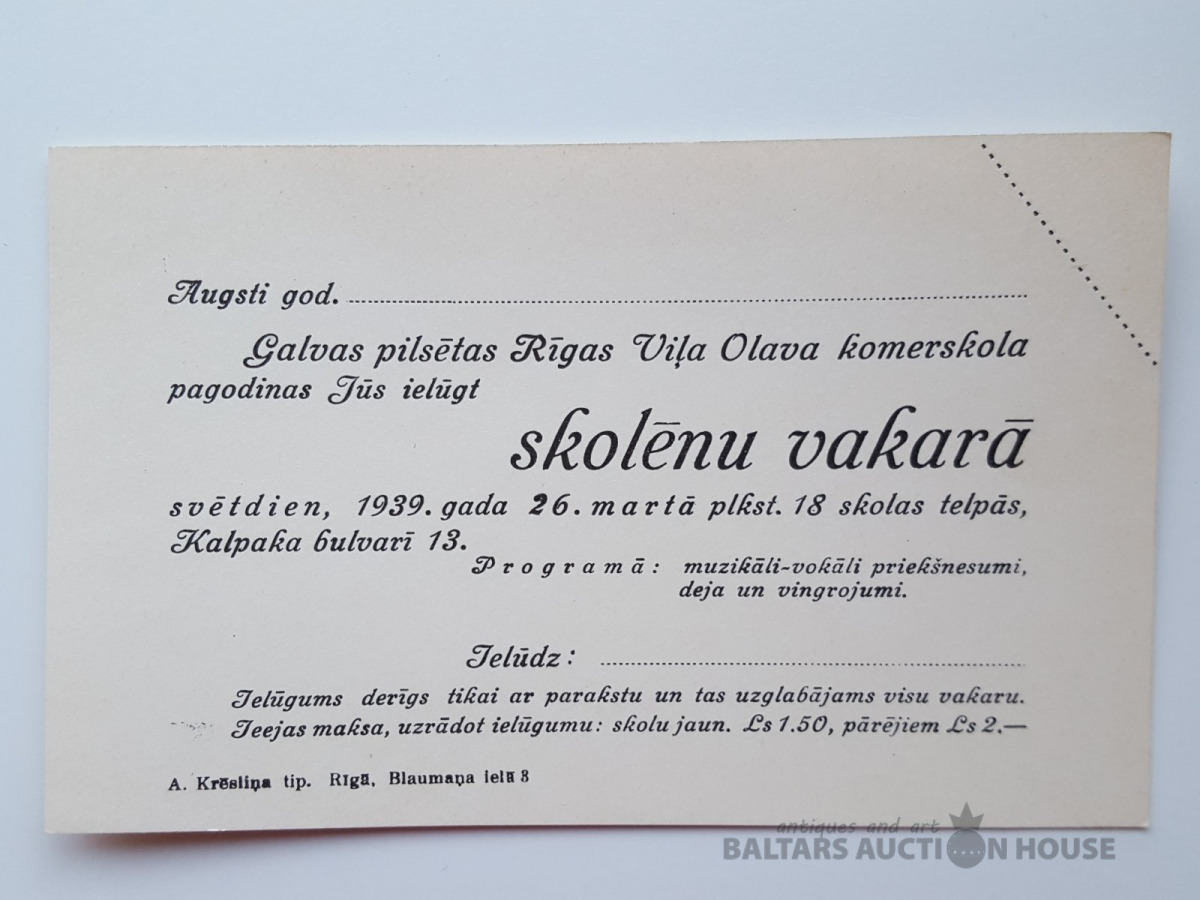 Augsti god.
Galvas pilsētas Rīgas Viļa Olava komerskola
pagodinas Jūs ielūgt
skolēnu vakarā
svētdien, 1939. gada 26. martā plkst. 18 skolas telpās,
Kalpaka bulvarī 13.
Programā: muzikāli-vokāli priekšnesumi,
deja un vingrojumi.
Ielūdz:
Ielūgums derīgs tikai ar parakstu un tas uzglabājams visu vakaru.
Ieejas maksa, uzrādot ielūgumu: skolu jaun. Ls 1.50, pārējiem Ls 2.—
A. Krēsliņa tip. Rīgā, Blaumaņa ielā 3
antiques and art
BALTARS AUCTION HOUSE